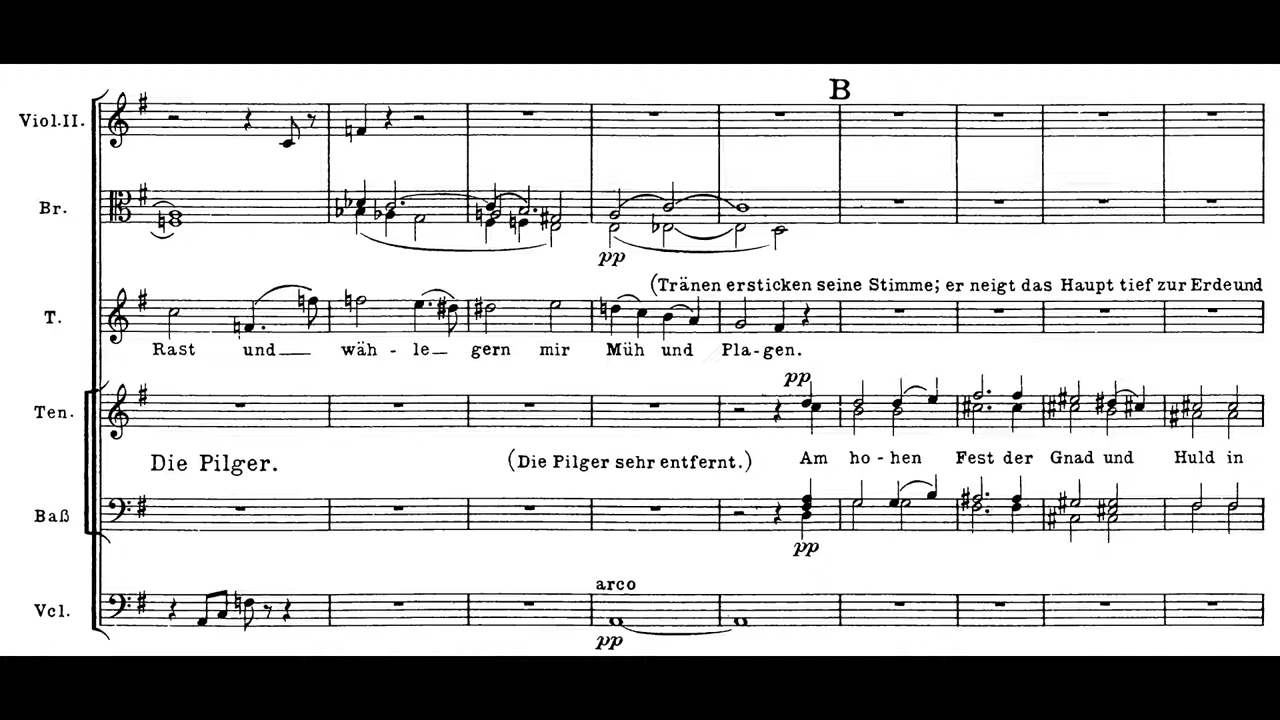 B
Viol.II.
Br.
pp
(Tränen ersticken seine Stimme; er neigt das Haupt tief zur Erde und
T.
Rast und wäh - le - gern mir Müh und Pla - gen.
pp
Ten.
Die Pilger. (Die Pilger sehr entfernt.) Am ho - hen Fest der Gnad und Huld in
Baß
pp
arco
Vcl.
pp